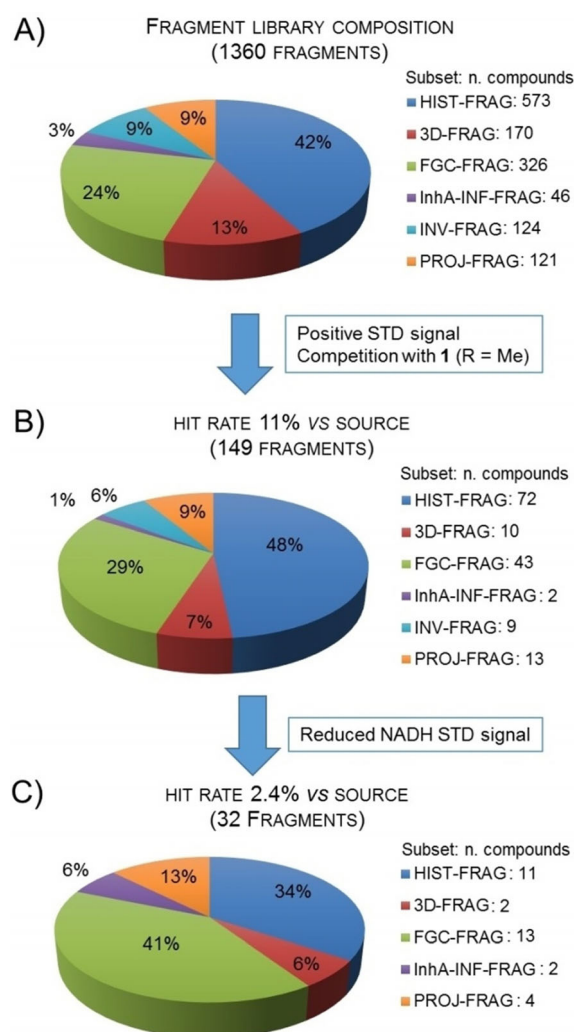 A)
FRAGMENT LIBRARY COMPOSITION
(1360 FRAGMENTS)
Subset: n. compounds
HIST-FRAG: 573
3D-FRAG: 170
FGC-FRAG: 326
InhA-INF-FRAG: 46
INV-FRAG: 124
PROJ-FRAG: 121
3%
9%
9%
42%
24%
13%
Positive STD signal
Competition with 1 (R = Me)
B)
HIT RATE 11% VS SOURCE
(149 FRAGMENTS)
Subset: n. compounds
HIST-FRAG: 72
3D-FRAG: 10
FGC-FRAG: 43
InhA-INF-FRAG: 2
INV-FRAG: 9
PROJ-FRAG: 13
1%
6%
9%
48%
29%
7%
Reduced NADH STD signal
C)
HIT RATE 2.4% VS SOURCE
(32 FRAGMENTS)
Subset: n. compounds
HIST-FRAG: 11
3D-FRAG: 2
FGC-FRAG: 13
InhA-INF-FRAG: 2
PROJ-FRAG: 4
6%
13%
34%
41%
6%